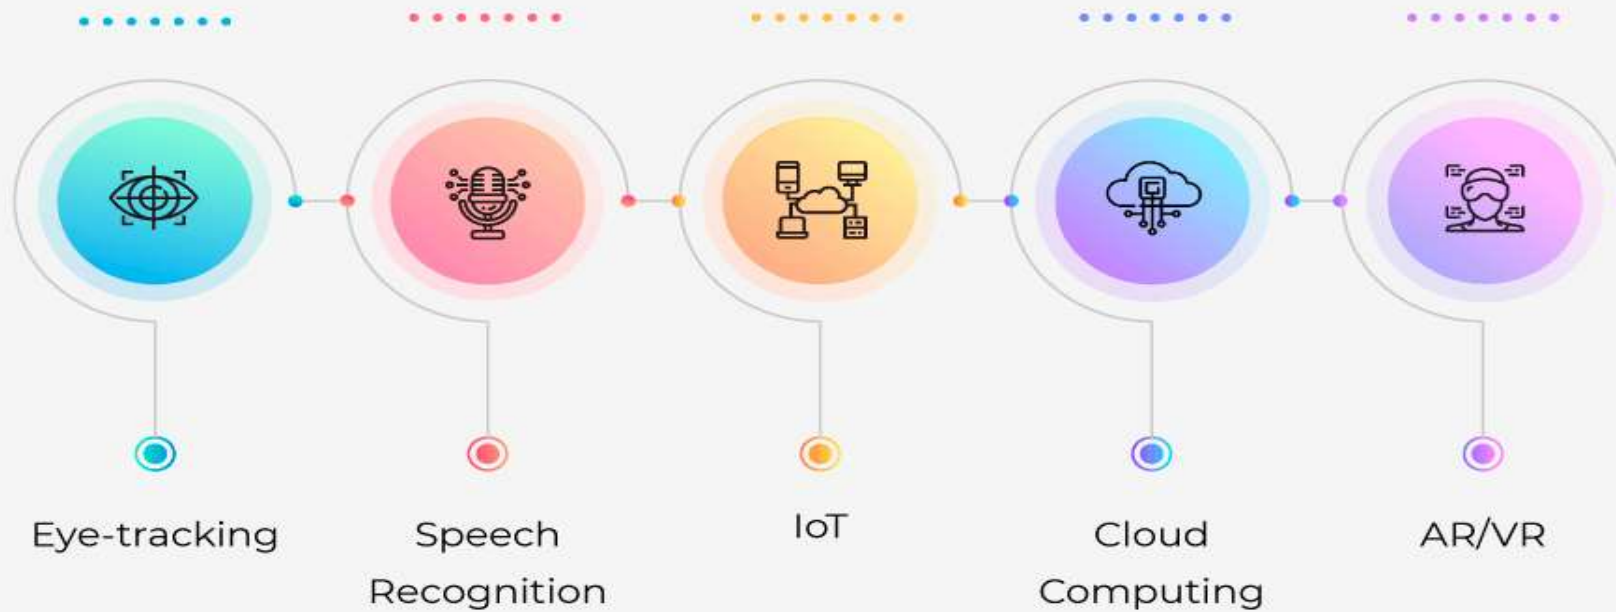 Eye-tracking
Speech
Recognition
IoT
Cloud
Computing
AR/VR